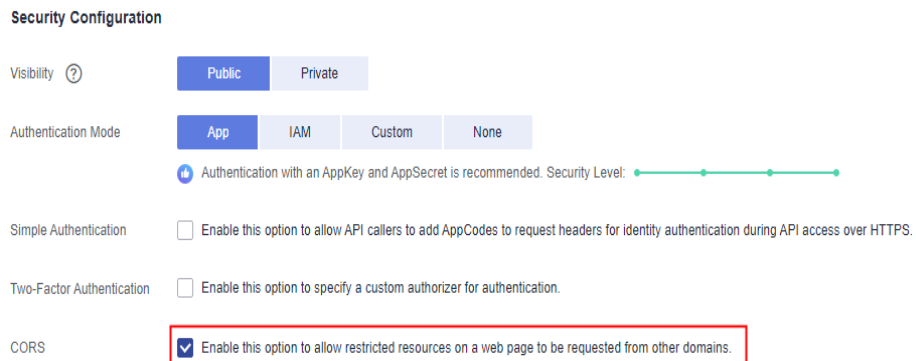 Security Configuration
Visibility ?
Public Private
Authentication Mode
App IAM Custom None
Authentication with an AppKey and AppSecret is recommended. Security Level:
Simple Authentication
Enable this option to allow API callers to add AppCodes to request headers for identity authentication during API access over HTTPS.
Two-Factor Authentication
Enable this option to specify a custom authorizer for authentication.
CORS
Enable this option to allow restricted resources on a web page to be requested from other domains.